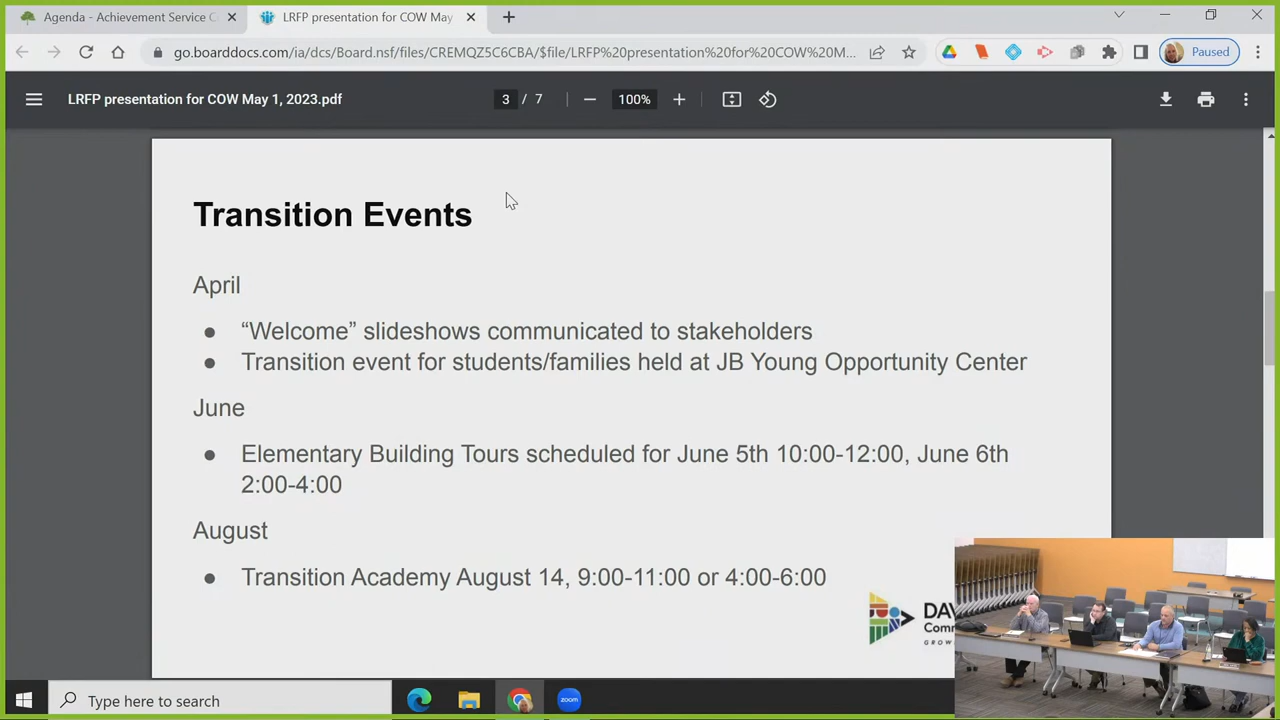 Agenda - Achievement Service C
LRFP presentation for COW May
go.boarddocs.com/ia/dcs/Board.nsf/files/CREMQZ5C6CBA/$file/LRFP%20presentation%20for%20COW%20M...
Paused
LRFP presentation for COW May 1, 2023.pdf
3 / 7
100%
Transition Events
April
● “Welcome” slideshows communicated to stakeholders
● Transition event for students/families held at JB Young Opportunity Center
June
● Elementary Building Tours scheduled for June 5th 10:00-12:00, June 6th
2:00-4:00
August
● Transition Academy August 14, 9:00-11:00 or 4:00-6:00
DAV
Com
GROW
Type here to search
zoom